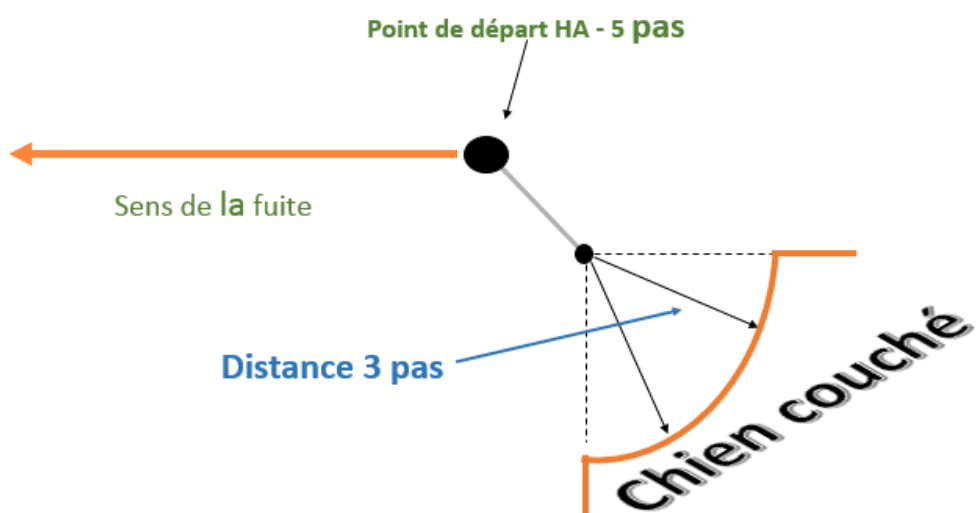 Point de départ HA - 5 pas
Sens de la fuite
Distance 3 pas
Chien couché